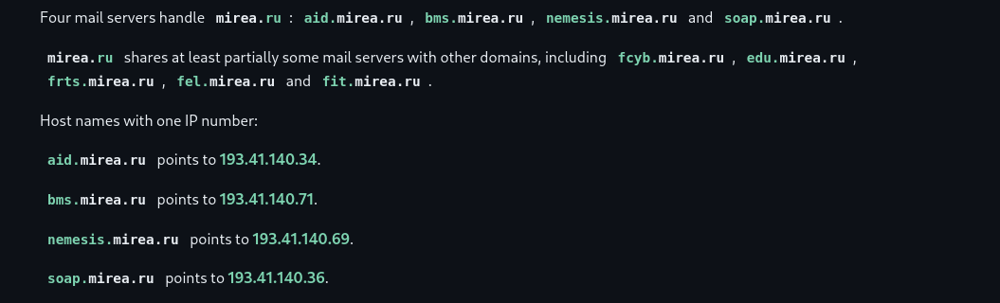 Four mail servers handle mirea.ru : aid.mirea.ru , bms.mirea.ru , nemesis.mirea.ru and soap.mirea.ru .
mirea.ru shares at least partially some mail servers with other domains, including fcyb.mirea.ru , edu.mirea.ru ,
frts.mirea.ru , fel.mirea.ru and fit.mirea.ru .
Host names with one IP number:
aid.mirea.ru points to 193.41.140.34.
bms.mirea.ru points to 193.41.140.71.
nemesis.mirea.ru points to 193.41.140.69.
soap.mirea.ru points to 193.41.140.36.